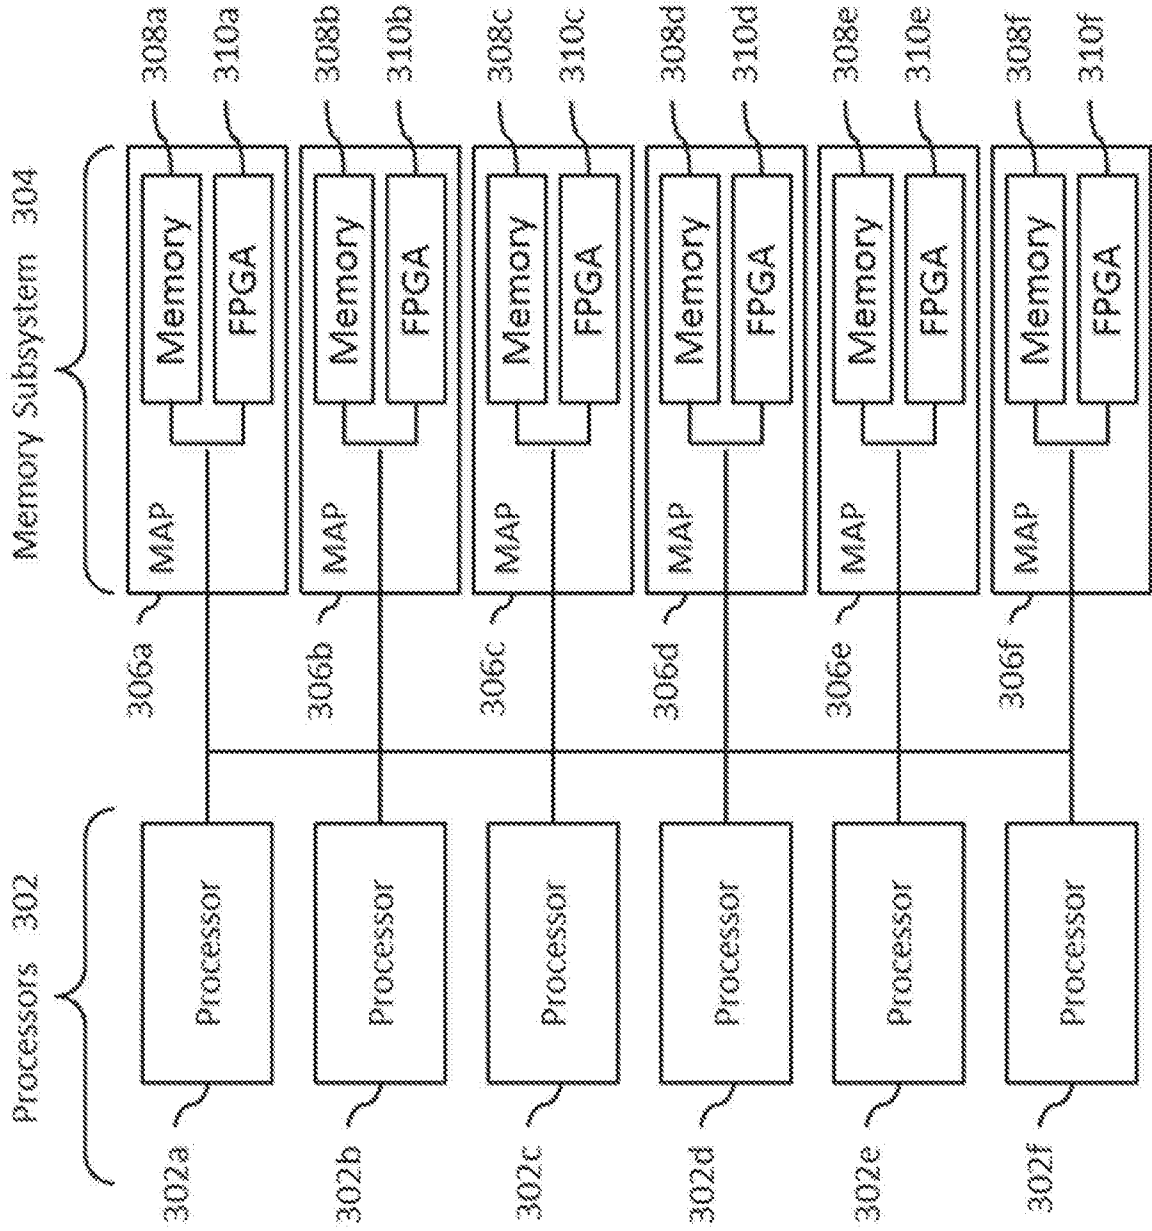 Processors 302
Memory Subsystem 304
302a
Processor
306a
MAP
Memory
308a
FPGA
310a
302b
Processor
306b
MAP
Memory
308b
FPGA
310b
302c
Processor
306c
MAP
Memory
308c
FPGA
310c
302d
Processor
306d
MAP
Memory
308d
FPGA
310d
302e
Processor
306e
MAP
Memory
308e
FPGA
310e
302f
Processor
306f
MAP
Memory
308f
FPGA
310f